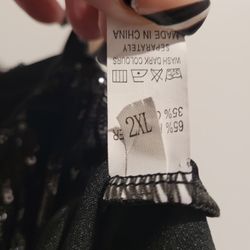 2XL
65%
35%
WASH DARK COLOURS
SEPARATELY
MADE IN CHINA